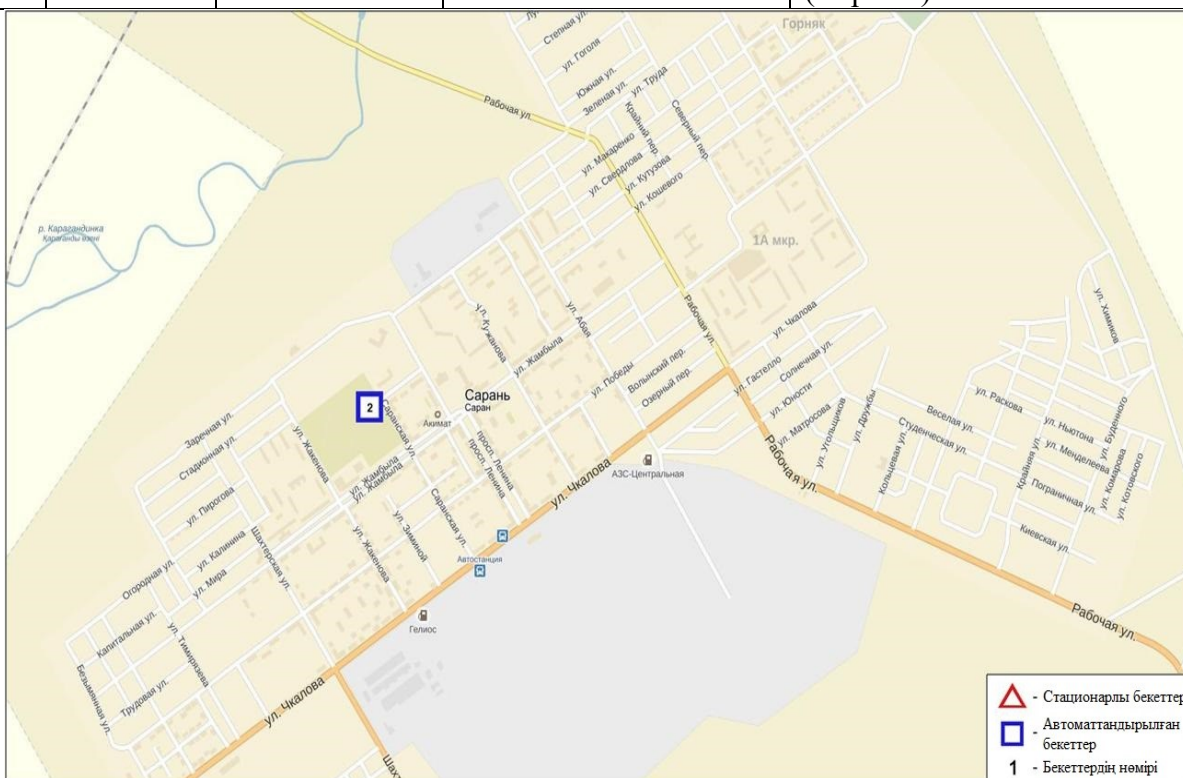 Горняк
Степная ул.
ул. Гоголя
Южная ул.
Зеленая ул.
ул. Труда
Рабочая ул.
Крайний пер.
Северный пер.
ул. Макаренко
ул. Свердлова
ул. Кутузова
ул. Кошевого
р. Карагандинка
Қарағанды өзені
1А мкр.
ул. Химиков
Рабочая ул.
ул. Чкалова
ул. Кужанова
ул. Абая
ул. Жамбыла
ул. Победы
Волынский пер.
Озерный пер.
ул. Гастелло
Солнечная ул.
ул. Юности
ул. Матросова
ул. Угольщиков
ул. Дружбы
Веселая ул.
Студенческая ул.
Кольцевая ул.
ул. Раскова
ул. Ньютона
ул. Буденного
ул. Менделеева
Крайняя ул.
ул. Комарова
ул. Котовского
Пограничная ул.
Киевская ул.
2
Сарань
Саран
Акимат
Саранская ул.
Заречная ул.
Стадионная ул.
ул. Жакенова
ул. Жамбыла
ул. Жамбыла
просп. Ленина
просп. Ленина
АЗС-Центральная
Рабочая ул.
ул. Чкалова
ул. Пирогова
ул. Калинина
Шахтерская ул.
ул. Зиминой
Саранская ул.
ул. Жакенова
Автостанция
Огородная ул.
ул. Мира
Капитальная ул.
ул. Тимирязева
Гелиос
Рабочая ул.
Безымянная ул.
Трудовая ул.
ул. Чкалова
- Стационарлы бекеттер
- Автоматтандырылған
бекеттер
1 - Бекеттердің нөмірі